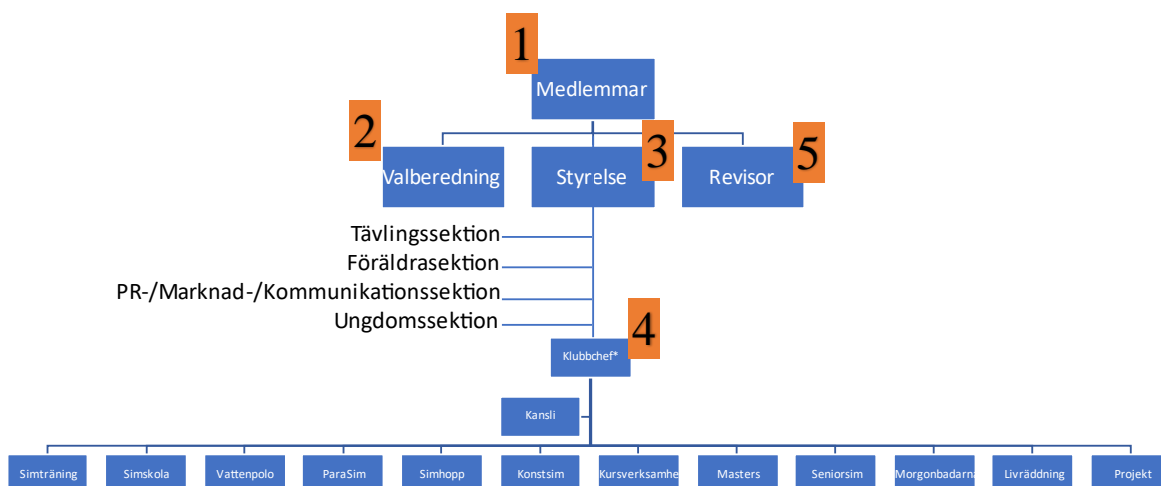 1
Medlemmar
2
3
5
Valberedning
Styrelse
Revisor
Tävlingssektion
Föräldrasektion
PR-/Marknad-/Kommunikationssektion
Ungdomssektion
4
Klubbchef*
Kansli
Simträning
Simskola
Vattenpolo
ParaSim
Simhopp
Konstsim
Kursverksamhe
Masters
Seniorsim
Morgonbadarna
Livräddning
Projekt